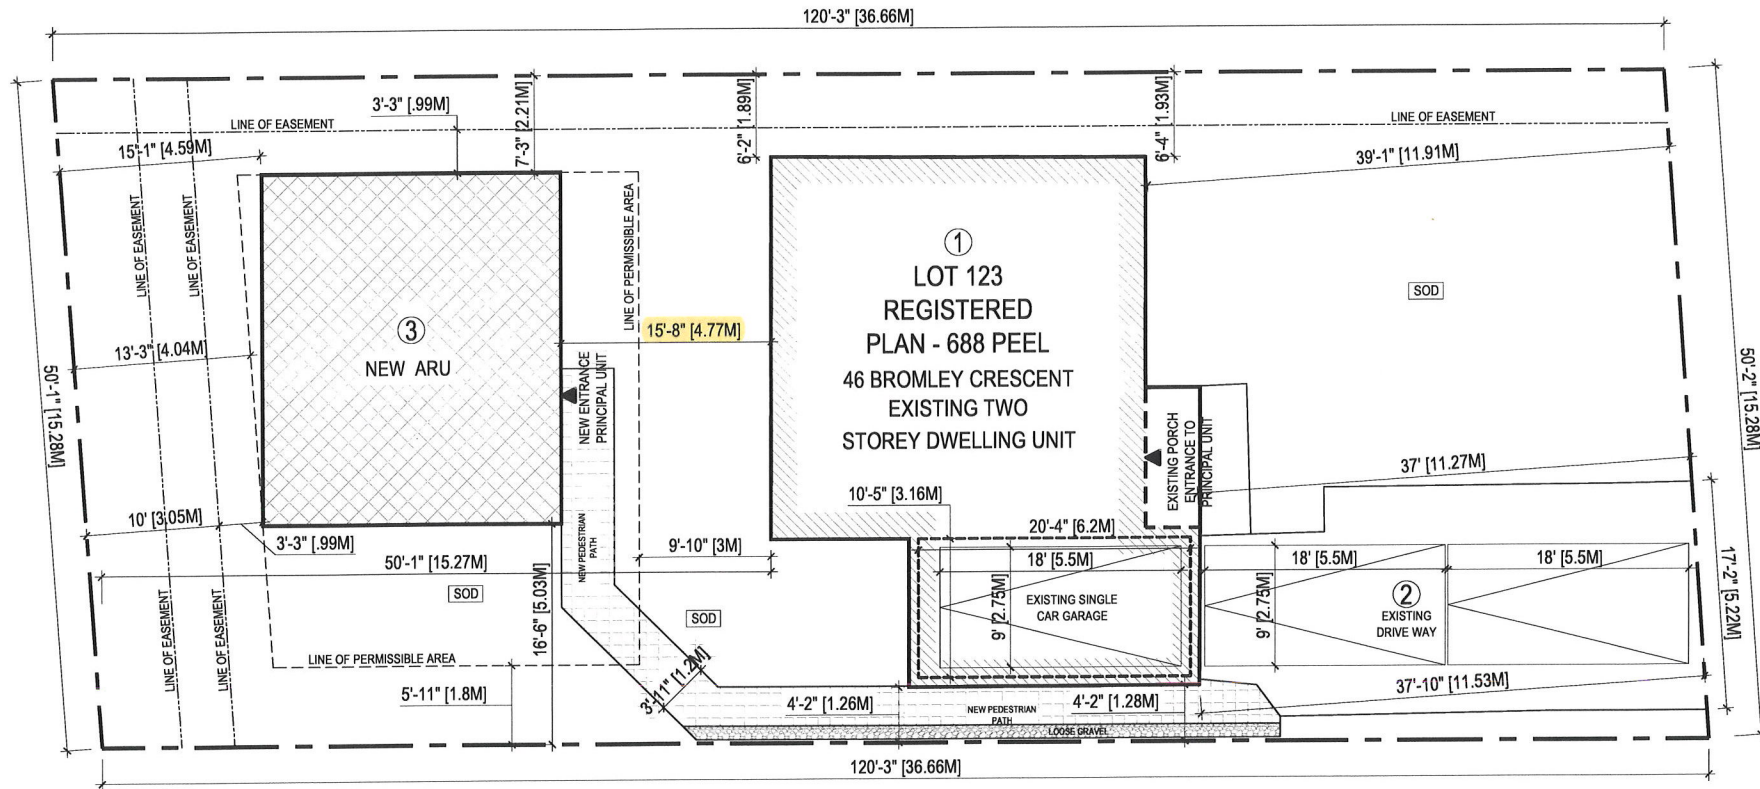 120'-3" [36.66M]
3'-3" [.99M]
7'-3" [2.21M]
6'-2" [1.89M]
6'-4" [1.93M]
LINE OF EASEMENT
LINE OF EASEMENT
15'-1" [4.59M]
39'-1" [11.91M]
LINE OF EASEMENT
LINE OF EASEMENT
LINE OF PERMISSIBLE AREA
1
LOT 123
REGISTERED
PLAN - 688 PEEL
46 BROMLEY CRESCENT
EXISTING TWO
STOREY DWELLING UNIT
SOD
3
NEW ARU
15'-8" [4.77M]
13'-3" [4.04M]
50'-1" [15.28M]
50'-2" [15.28M]
NEW ENTRANCE
PRINCIPAL UNIT
EXISTING PORCH
ENTRANCE TO
PRINCIPAL UNIT
37' [11.27M]
10'-5" [3.16M]
10' [3.05M]
3'-3" [.99M]
20'-4" [6.2M]
9'-10" [3M]
50'-1" [15.27M]
NEW PEDESTRIAN
PATH
18' [5.5M]
18' [5.5M]
18' [5.5M]
SOD
SOD
16'-6" [5.03M]
EXISTING SINGLE
CAR GARAGE
9' [2.75M]
9' [2.75M]
2
EXISTING
DRIVE WAY
17'-2" [5.22M]
LINE OF EASEMENT
LINE OF EASEMENT
LINE OF PERMISSIBLE AREA
5'-11" [1.8M]
3'-11" [1.2M]
4'-2" [1.26M]
NEW PEDESTRIAN
PATH
4'-2" [1.28M]
37'-10" [11.53M]
LOOSE GRAVEL
120'-3" [36.66M]